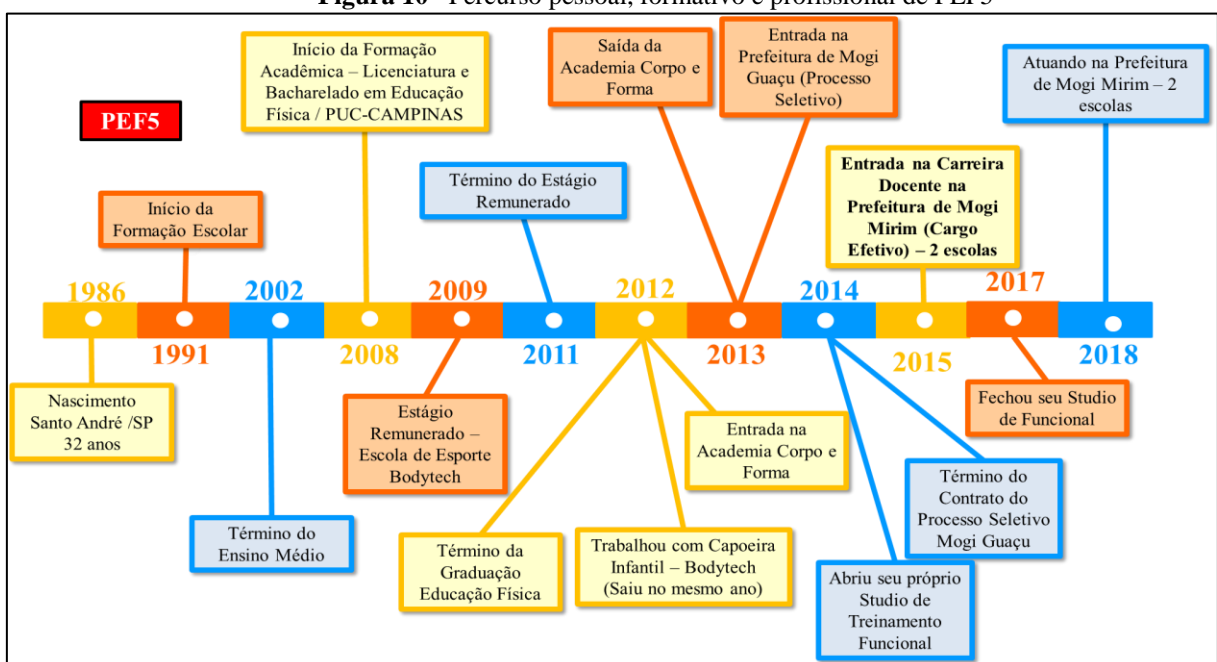 Figura 10 - Percurso pessoal, formativo e profissional de PEF5
Início da Formação
Acadêmica – Licenciatura e
Bacharelado em Educação
Física / PUC-CAMPINAS
Saída da
Academia Corpo e
Forma
Entrada na
Prefeitura de Mogi
Guaçu (Processo
Seletivo)
Atuando na Prefeitura
de Mogi Mirim – 2
escolas
PEF5
Início da
Formação Escolar
Término do Estágio
Remunerado
Entrada na Carreira
Docente na
Prefeitura de Mogi
Mirim (Cargo
Efetivo) – 2 escolas
1986
1991
2002
2008
2009
2011
2012
2013
2014
2015
2017
2018
Nascimento
Santo André /SP
32 anos
Término do
Ensino Médio
Estágio
Remunerado –
Escola de Esporte
Bodytech
Término da
Graduação
Educação Física
Trabalhou com Capoeira
Infantil – Bodytech
(Saiu no mesmo ano)
Entrada na
Academia Corpo e
Forma
Abriu seu próprio
Studio de
Treinamento
Funcional
Término do
Contrato do
Processo Seletivo
Mogi Guaçu
Fechou seu Studio
de Funcional